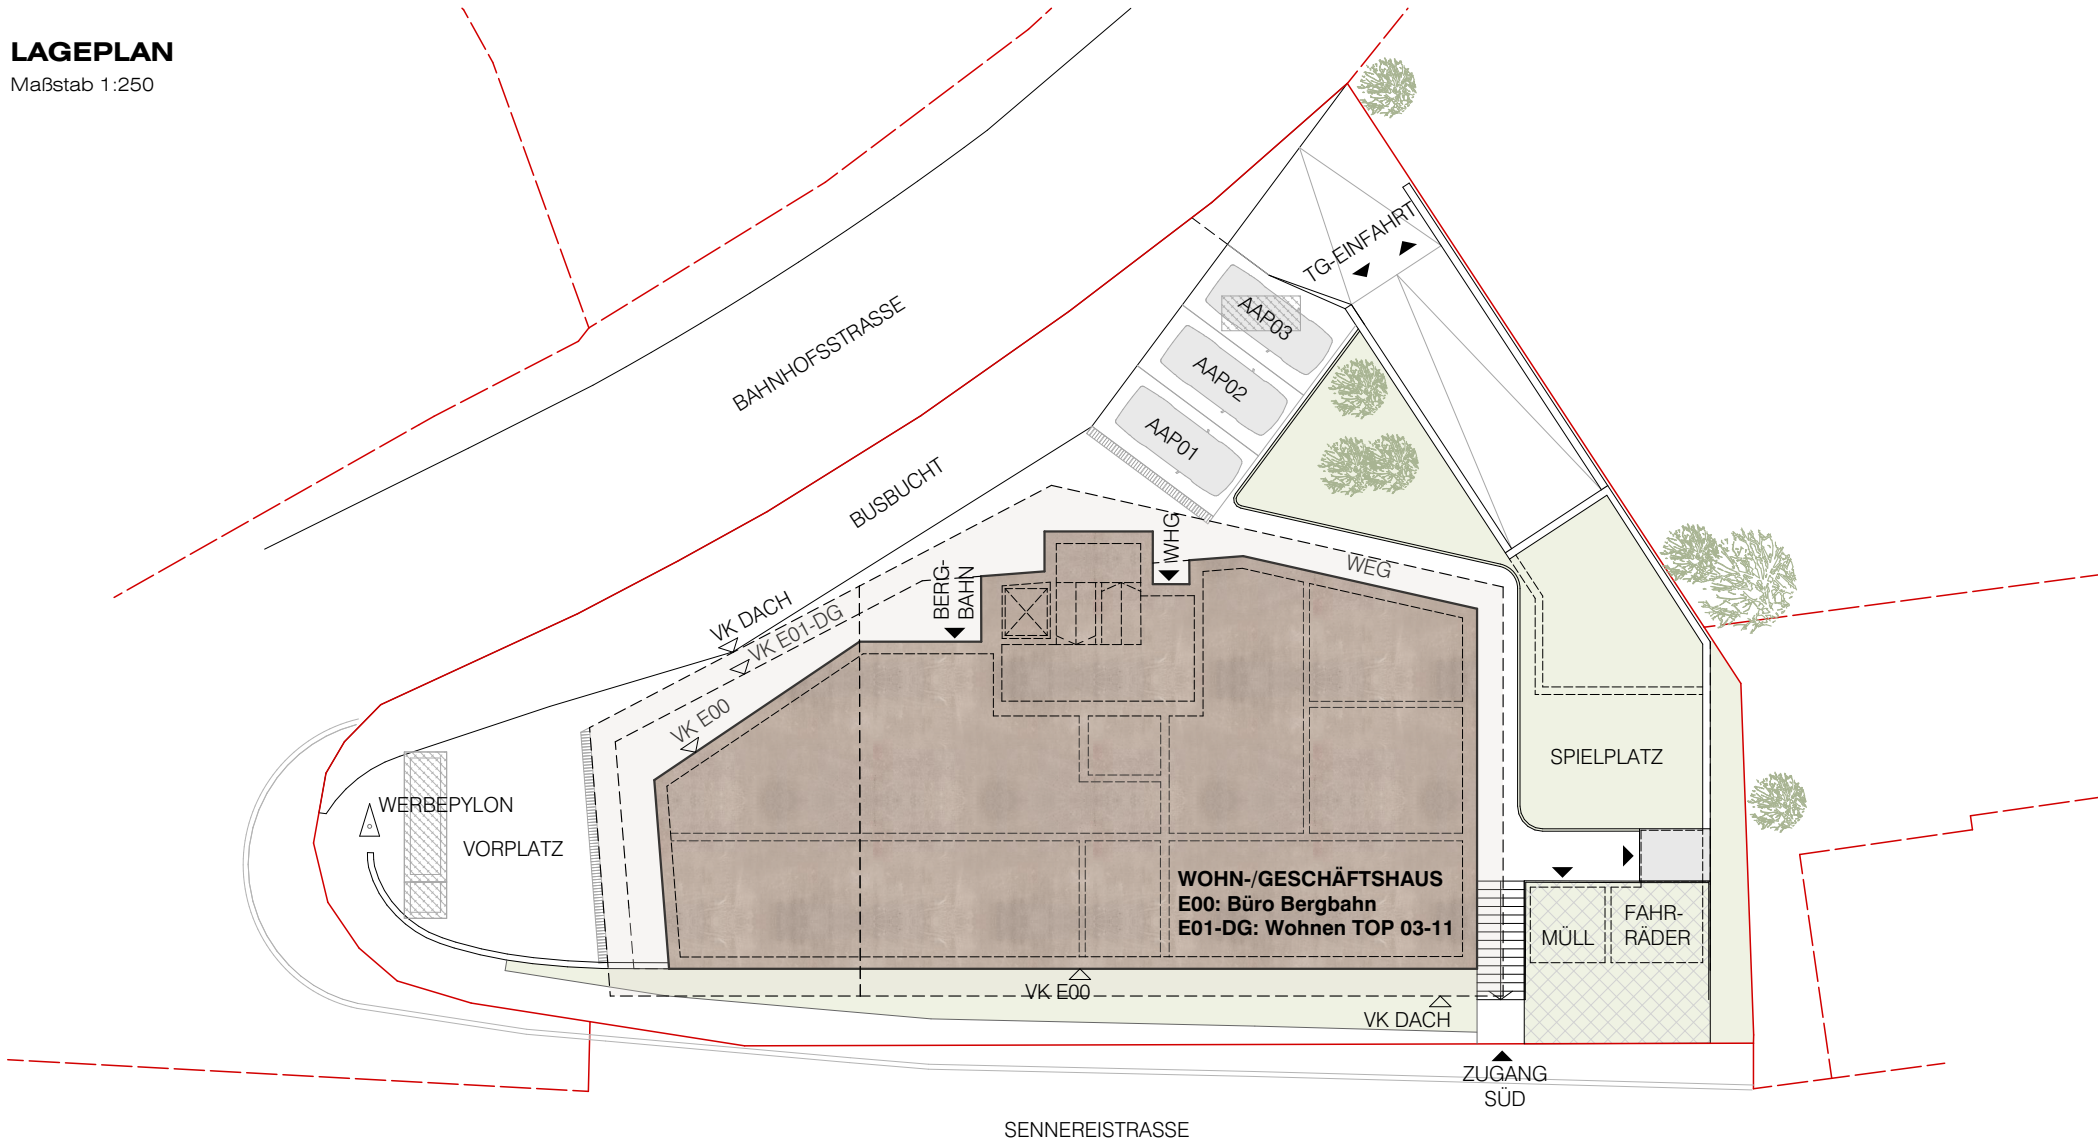 LAGEPLAN
Maßstab 1:250
TG-EINFAHRT
AAP03
AAP02
AAP01
BAHNHOFSSTRASSE
BUSBUCHT
WHG
WEG
BERG-
BAHN
VK DACH
VK E01-DG
VK E00
SPIELPLATZ
WERBEPYLON
VORPLATZ
WOHN-/GESCHÄFTSHAUS
E00: Büro Bergbahn
E01-DG: Wohnen TOP 03-11
FAHR-
RÄDER
MÜLL
VK E00
VK DACH
ZUGANG
SÜD
SENNEREISTRASSE